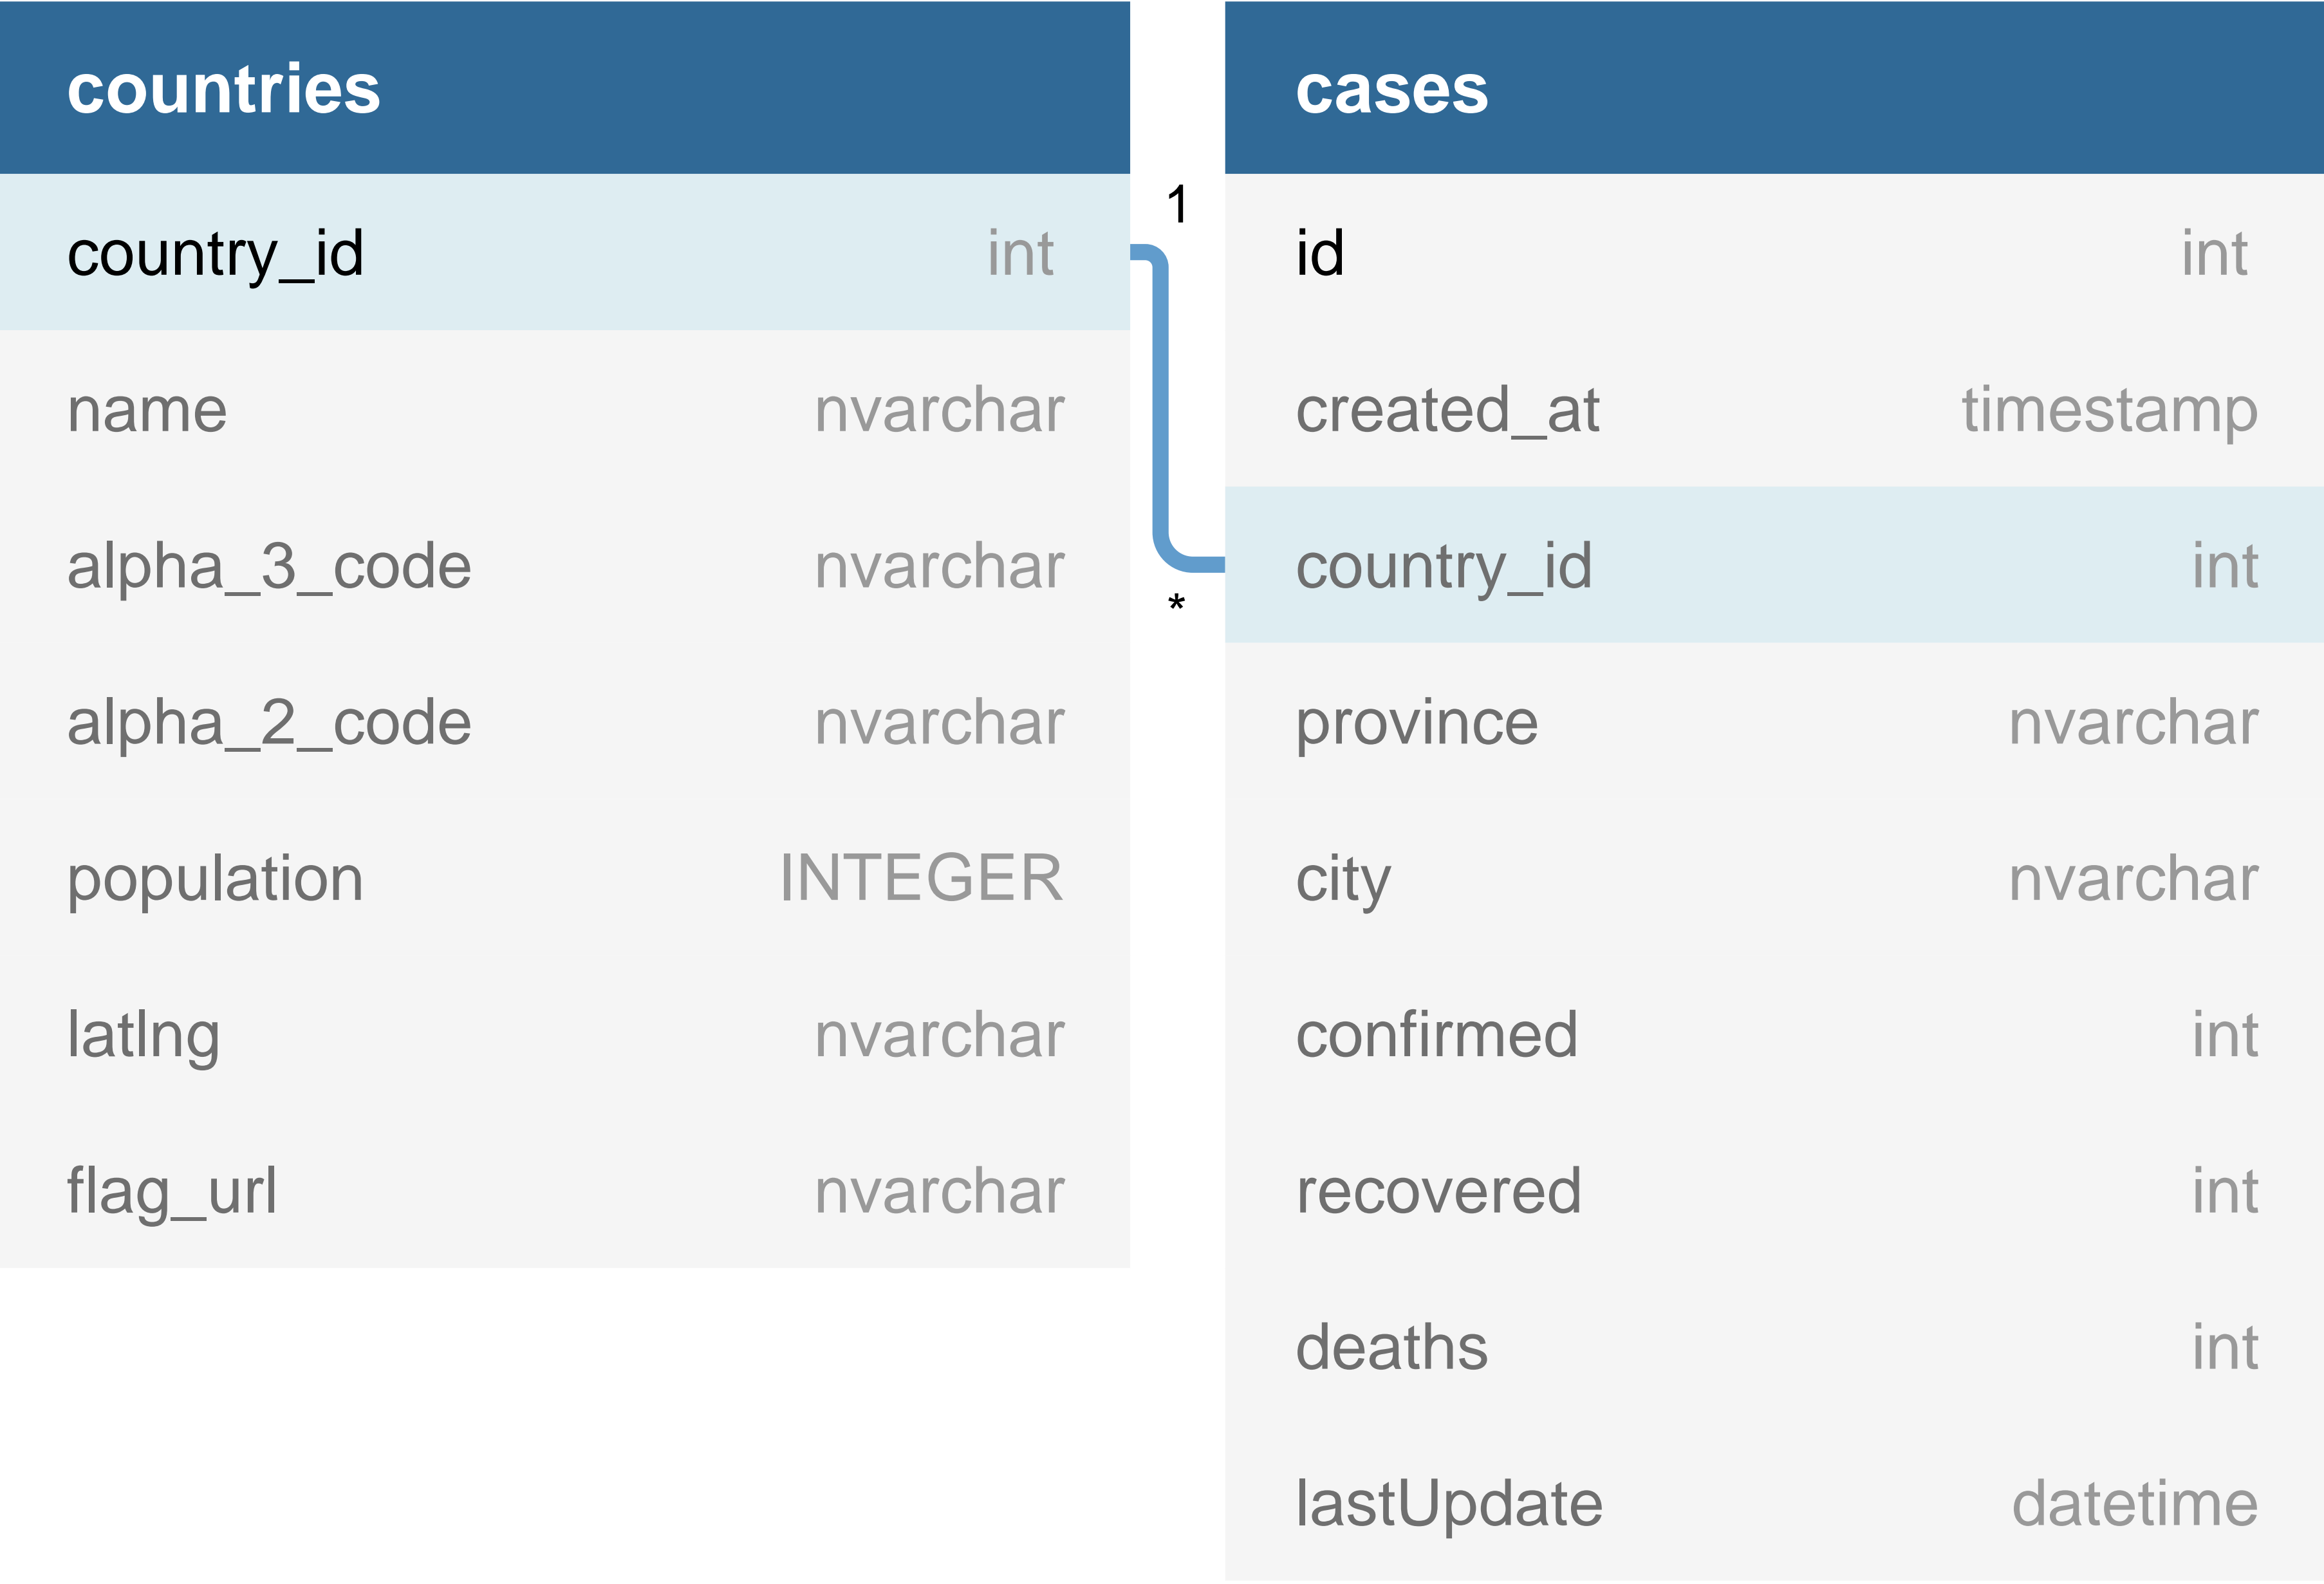 countries
country_id int
name nvarchar
alpha_3_code nvarchar
alpha_2_code nvarchar
population INTEGER
latlng nvarchar
flag_url nvarchar
1
*
cases
id int
created_at timestamp
country_id int
province nvarchar
city nvarchar
confirmed int
recovered int
deaths int
lastUpdate datetime